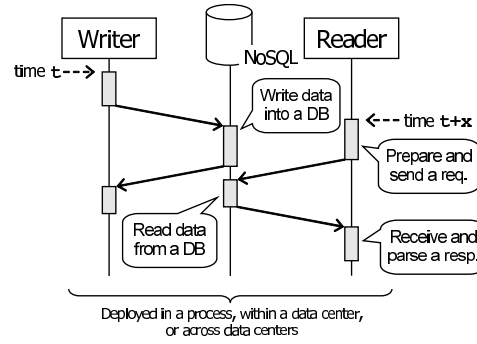 Writer
NoSQL
Reader
time t
Write data
into a DB
time t+x
Prepare and
send a req.
Read data
from a DB
Receive and
parse a resp.
Deployed in a process, within a data center,
or across data centers